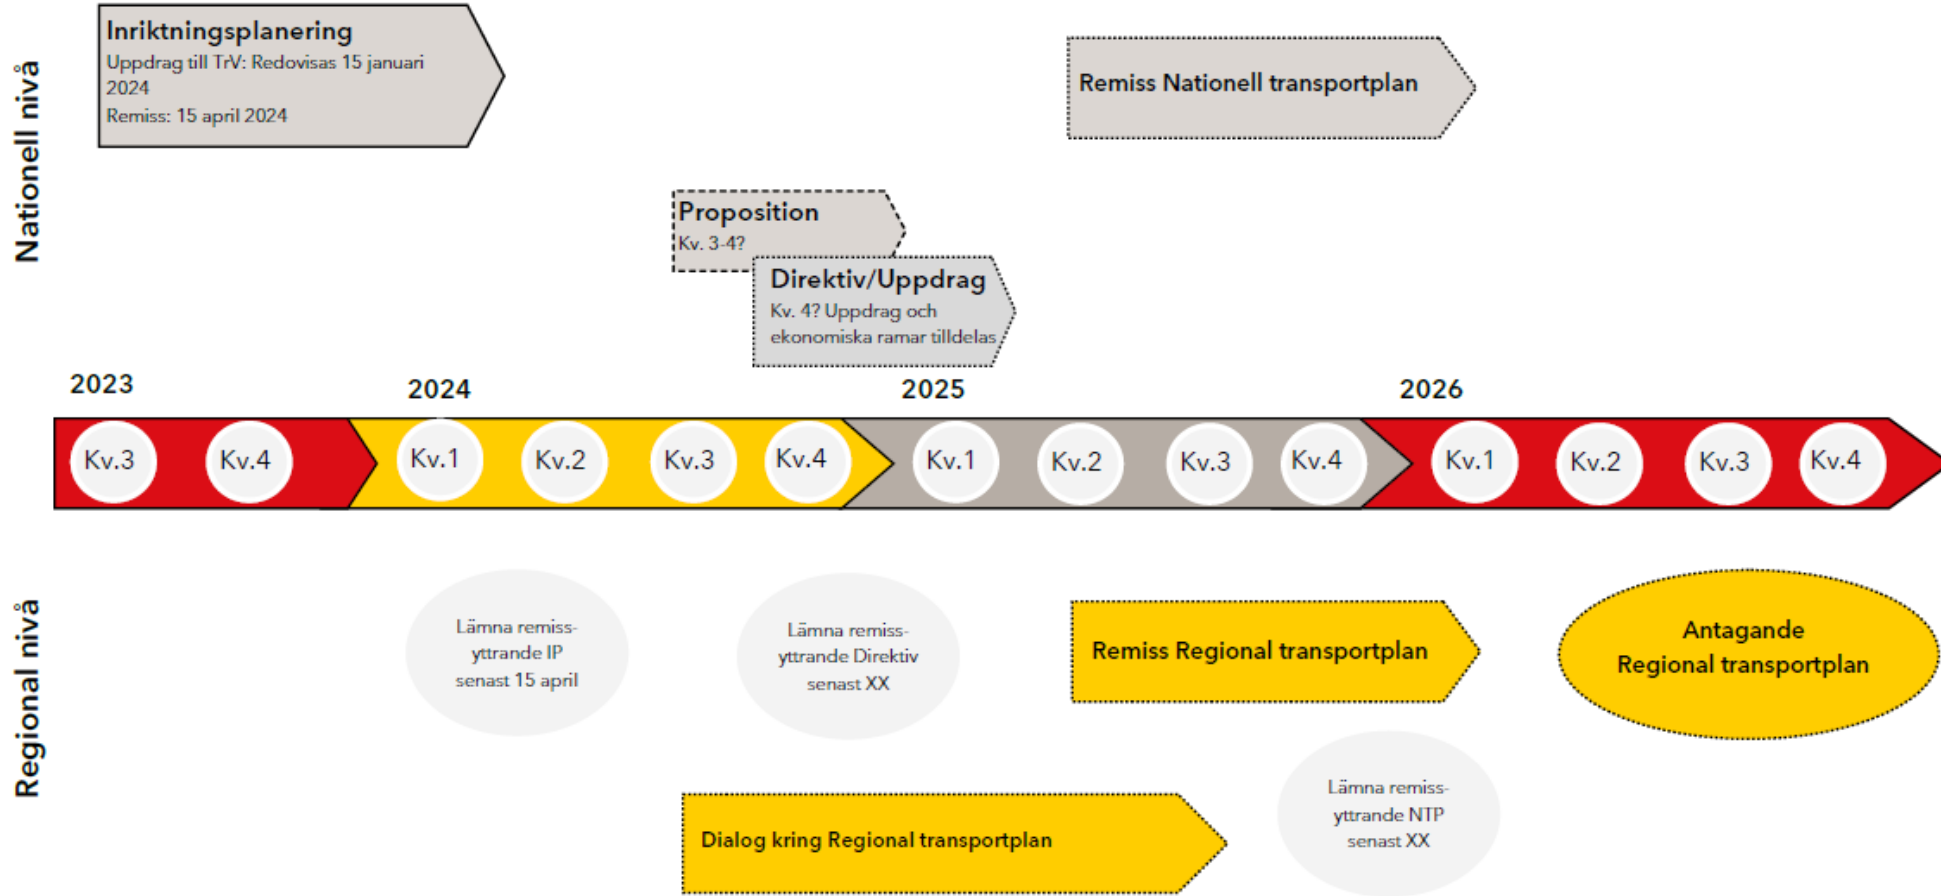 Nationell nivå
Inriktningsplanering
Uppdrag till TrV: Redovisas 15 januari
2024
Remiss: 15 april 2024
Remiss Nationell transportplan
Proposition
Kv. 3-4?
Direktiv/Uppdrag
Kv. 4? Uppdrag och
ekonomiska ramar tilldelas
2023
2024
2025
2026
Kv.3
Kv.4
Kv.1
Kv.2
Kv.3
Kv.4
Kv.1
Kv.2
Kv.3
Kv.4
Kv.1
Kv.2
Kv.3
Kv.4
Regional nivå
Lämna remiss-
yttrande IP
senast 15 april
Lämna remiss-
yttrande Direktiv
senast XX
Remiss Regional transportplan
Antagande
Regional transportplan
Dialog kring Regional transportplan
Lämna remiss-
yttrande NTP
senast XX